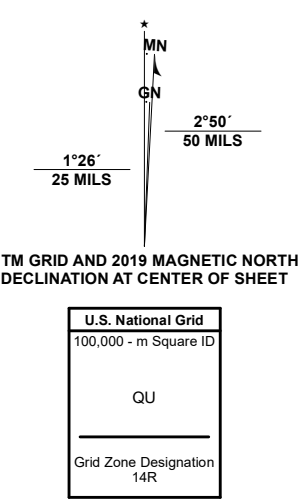 MN
GN
2°50´
50 MILS
1°26´
25 MILS
TM GRID AND 2019 MAGNETIC NORTH
DECLINATION AT CENTER OF SHEET
U.S. National Grid
100,000 - m Square ID
QU
Grid Zone Designation
14R